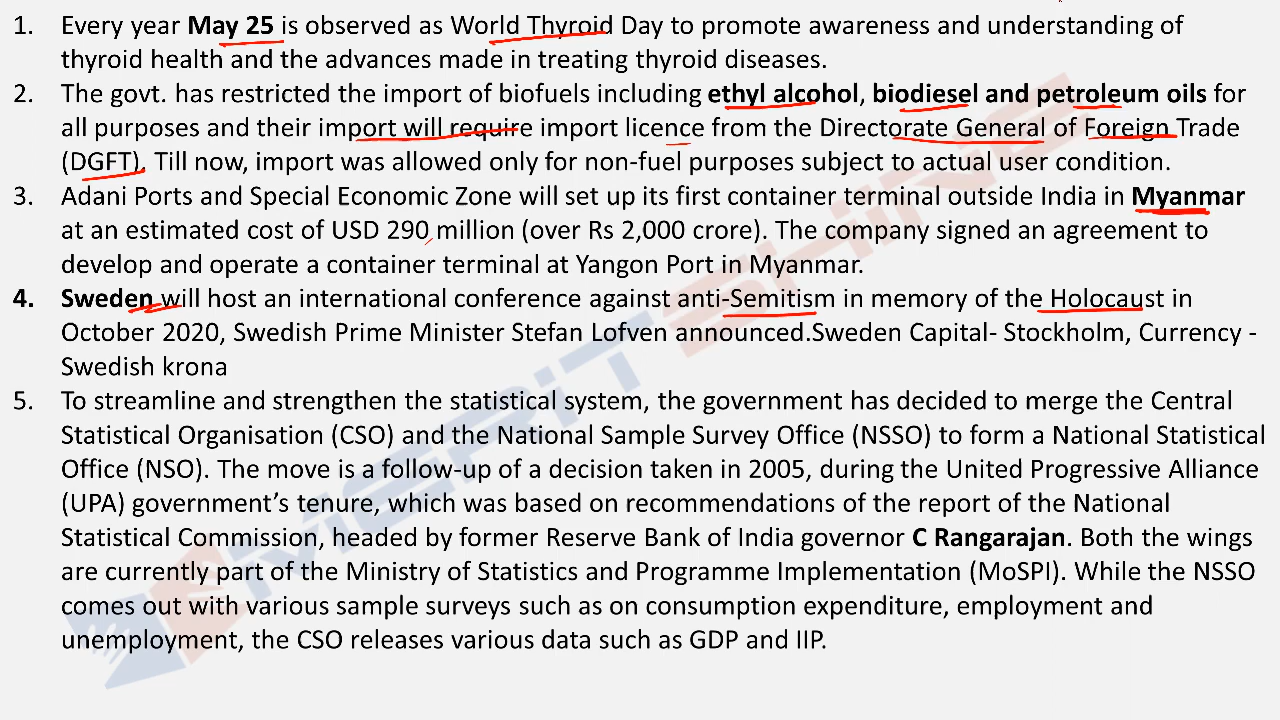 1. Every year May 25 is observed as World Thyroid Day to promote awareness and understanding of
thyroid health and the advances made in treating thyroid diseases.
2. The govt. has restricted the import of biofuels including ethyl alcohol, biodiesel and petroleum oils for
all purposes and their import will require import licence from the Directorate General of Foreign Trade
(DGFT). Till now, import was allowed only for non-fuel purposes subject to actual user condition.
3. Adani Ports and Special Economic Zone will set up its first container terminal outside India in Myanmar
at an estimated cost of USD 290 million (over Rs 2,000 crore). The company signed an agreement to
develop and operate a container terminal at Yangon Port in Myanmar.
4. Sweden will host an international conference against anti-Semitism in memory of the Holocaust in
October 2020, Swedish Prime Minister Stefan Lofven announced.Sweden Capital- Stockholm, Currency -
Swedish krona
5. To streamline and strengthen the statistical system, the government has decided to merge the Central
Statistical Organisation (CSO) and the National Sample Survey Office (NSSO) to form a National Statistical
Office (NSO). The move is a follow-up of a decision taken in 2005, during the United Progressive Alliance
(UPA) government's tenure, which was based on recommendations of the report of the National
Statistical Commission, headed by former Reserve Bank of India governor C Rangarajan. Both the wings
are currently part of the Ministry of Statistics and Programme Implementation (MoSPI). While the NSSO
comes out with various sample surveys such as on consumption expenditure, employment and
unemployment, the CSO releases various data such as GDP and IIP.
MERiT SHiNE